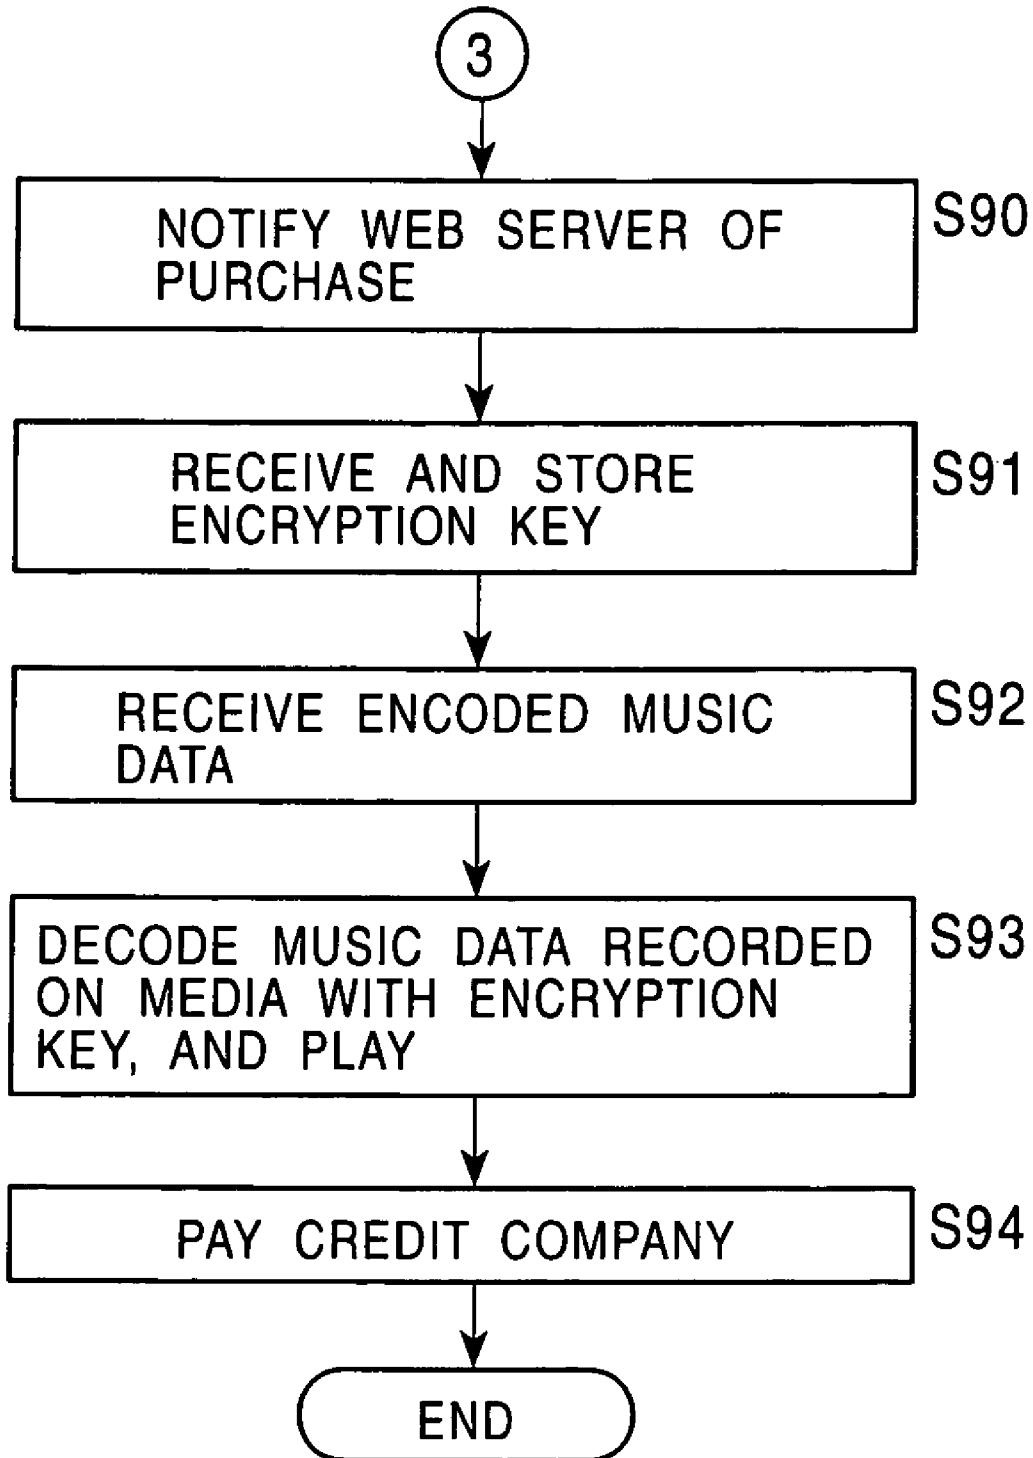 3
NOTIFY WEB SERVER OF
PURCHASE
S90
RECEIVE AND STORE
ENCRYPTION KEY
S91
RECEIVE ENCODED MUSIC
DATA
S92
DECODE MUSIC DATA RECORDED
ON MEDIA WITH ENCRYPTION
KEY, AND PLAY
S93
PAY CREDIT COMPANY
S94
END